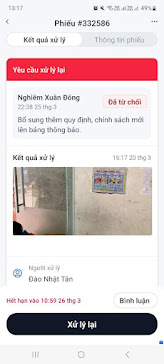 13:17
49%
Phiếu #332586
Kết quả xử lý
Thông tin phiếu
Yêu cầu xử lý lại
Nghiêm Xuân Đông
22:38 25 thg 3
Đã từ chối
Bổ sung thêm quy định, chính sách mới
lên bảng thông báo.
Kết quả xử lý
15:17 20 thg 3
Người xử lý
Đào Nhật Tân
Hết hạn vào 10:59 26 thg 3
Bình luận
Xử lý lại